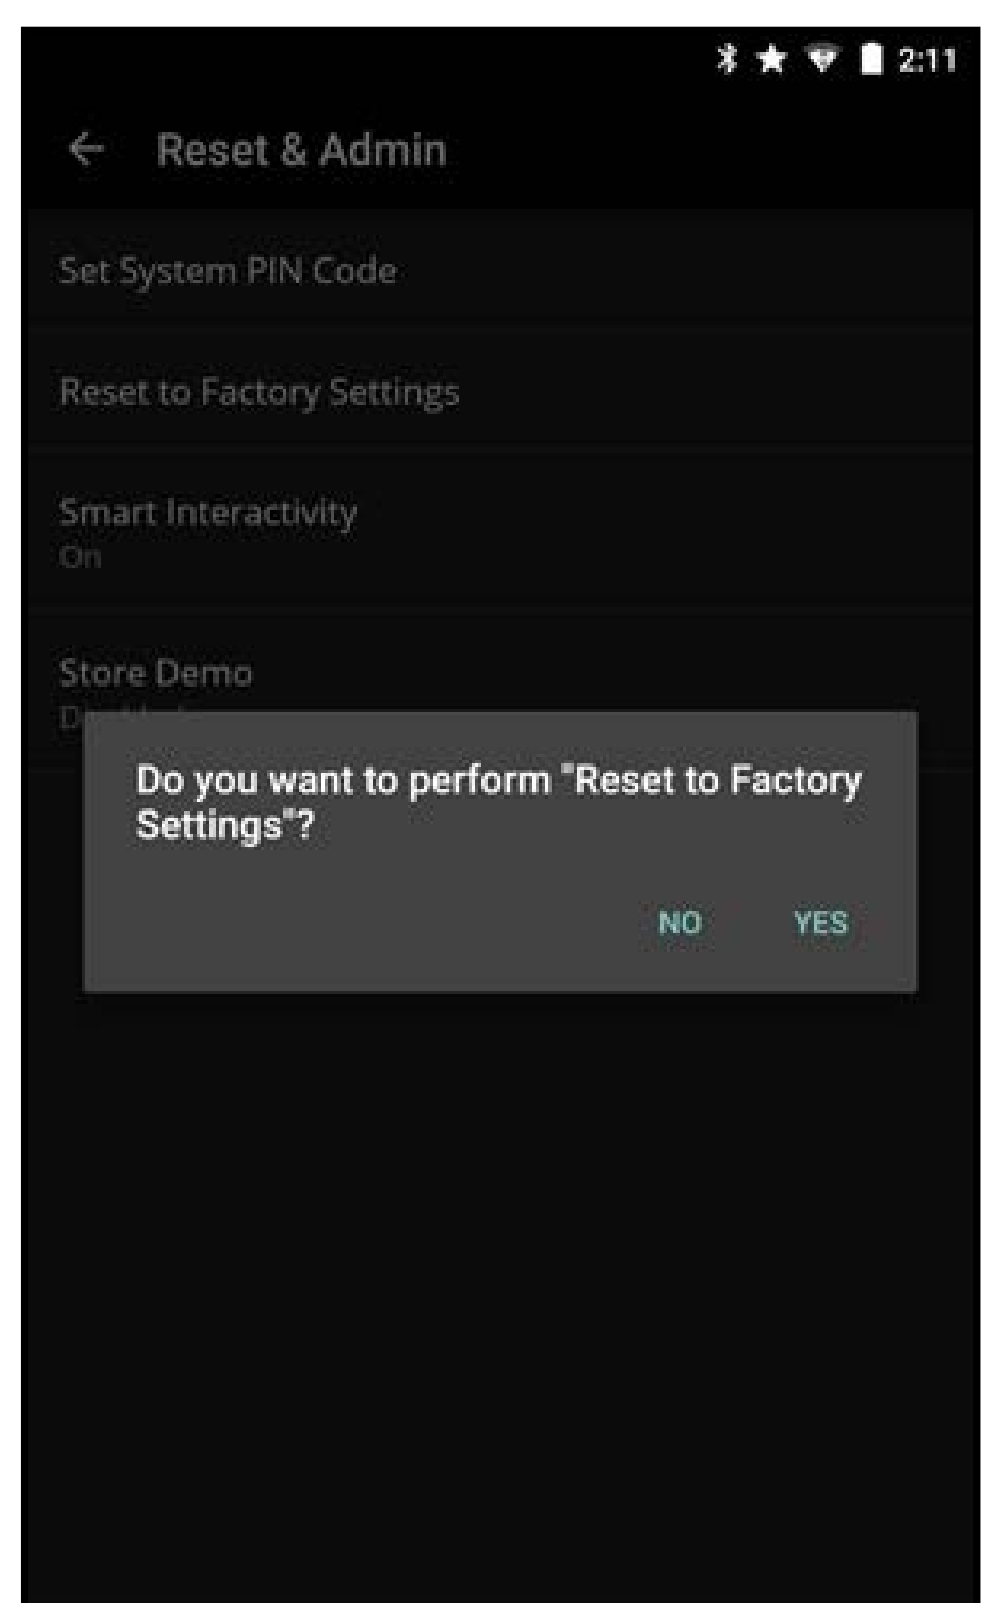 2:11
Reset & Admin
Set System PIN Code
Reset to Factory Settings
Smart Interactivity
On
Store Demo
Do you want to perform "Reset to Factory
Settings"?
NO YES